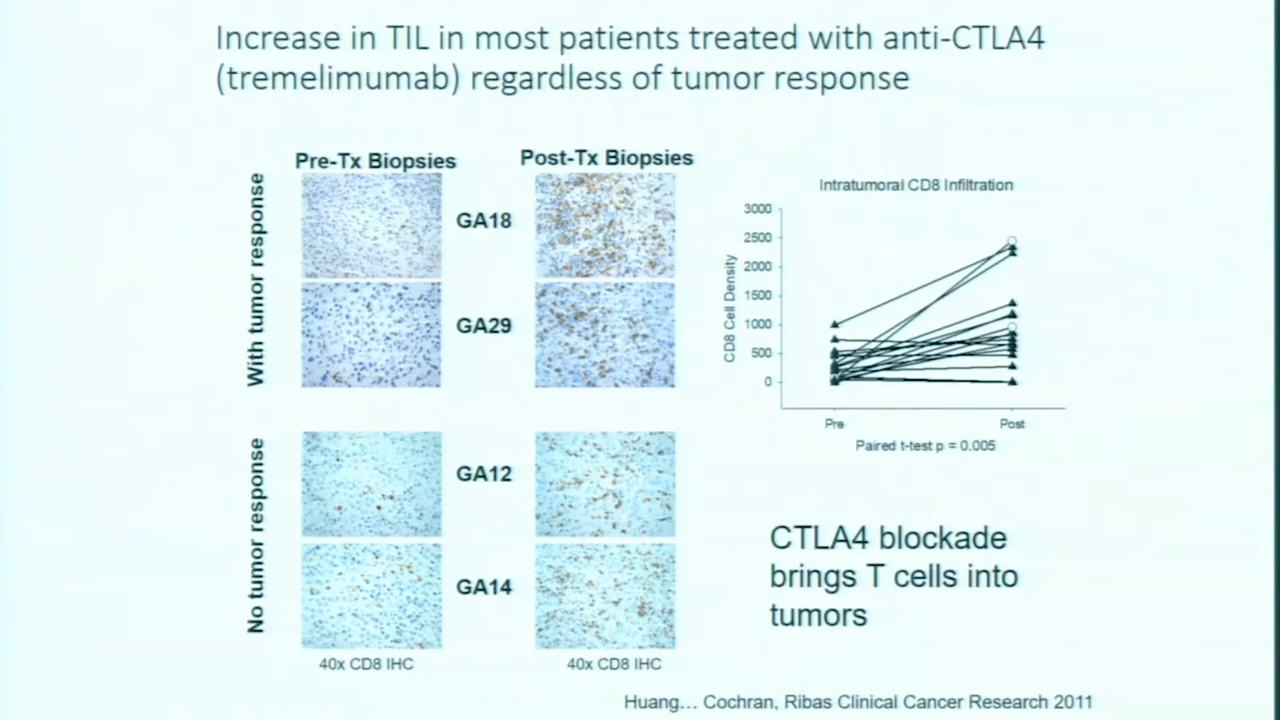 Increase in TIL in most patients treated with anti-CTLA4
(tremelimumab) regardless of tumor response
Pre-Tx Biopsies
Post-Tx Biopsies
With tumor response
GA18
GA29
No tumor response
GA12
GA14
40x CD8 IHC
40x CD8 IHC
Intratumoral CD8 Infiltration
CD8 Cell Density
3000
2500
2000
1500
1000
500
0
Pre
Post
Paired t-test p = 0.005
CTLA4 blockade
brings T cells into
tumors
Huang... Cochran, Ribas Clinical Cancer Research 2011